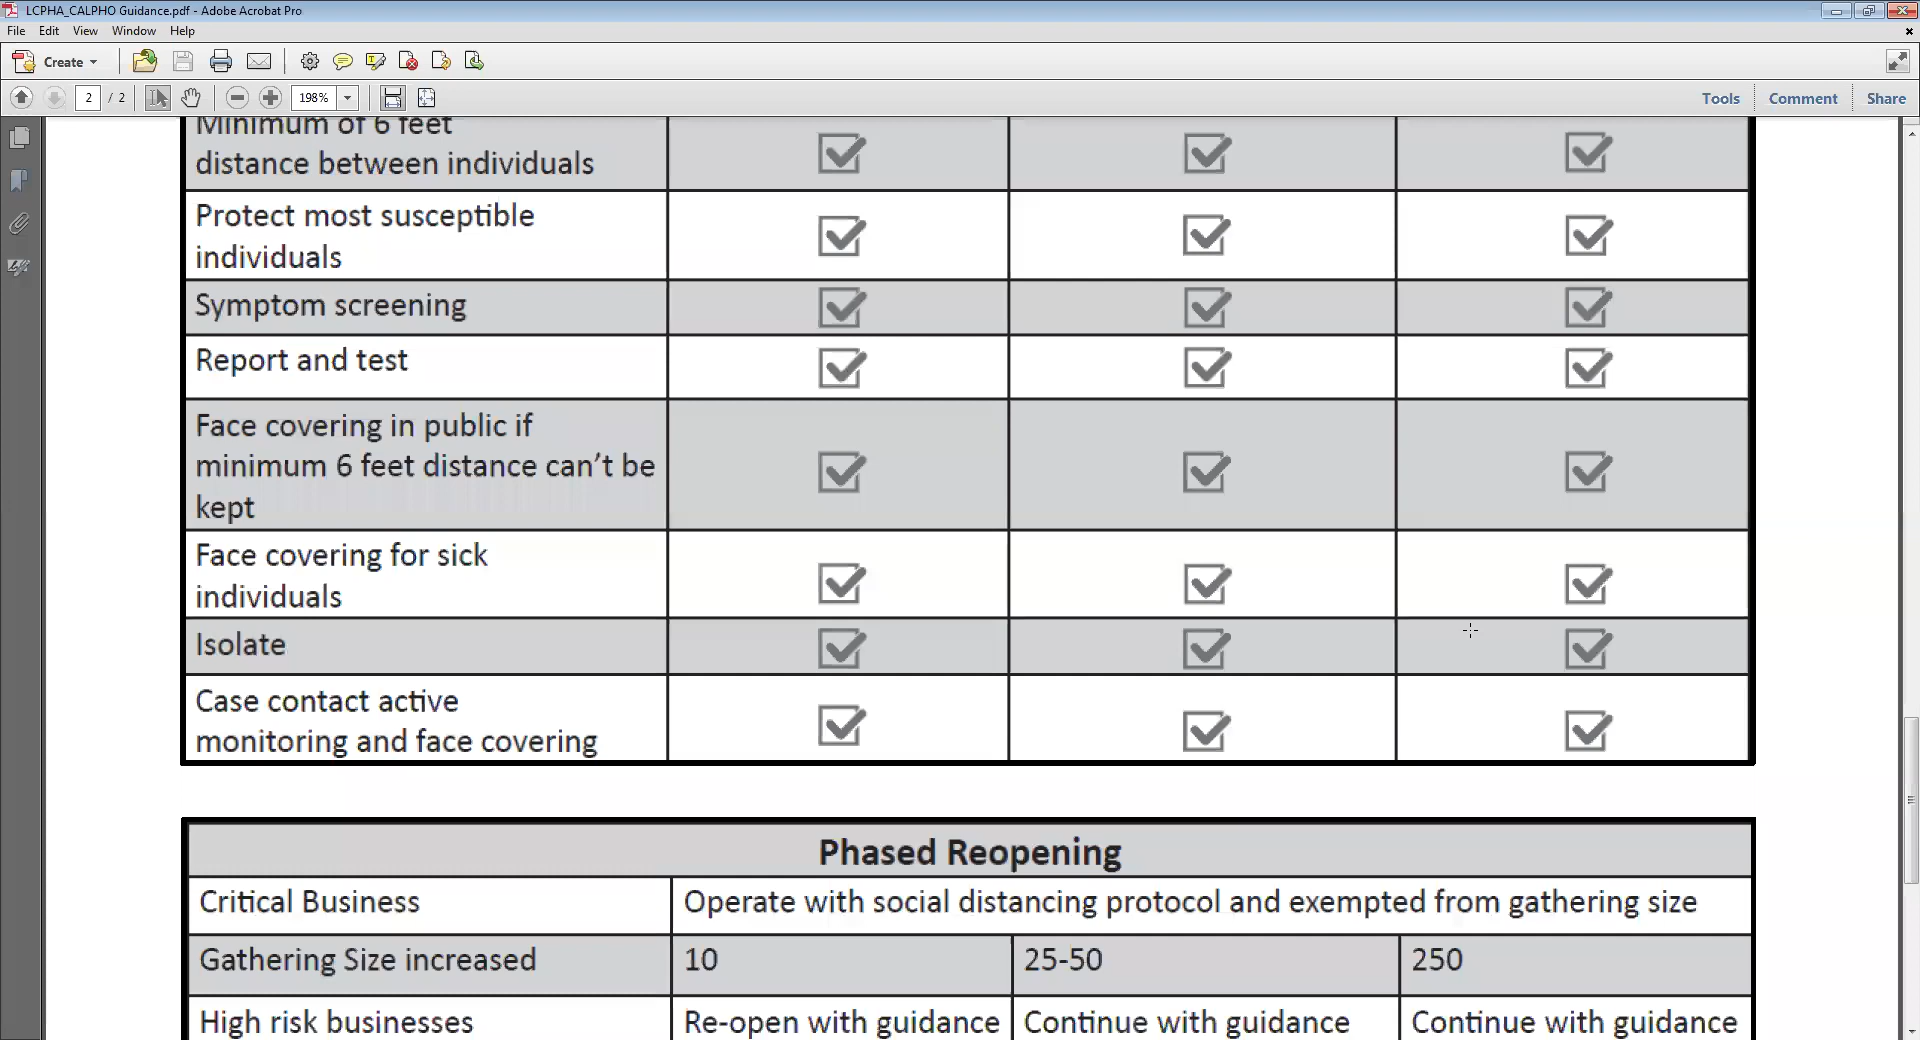 LCPHA_CALPHO Guidance.pdf - Adobe Acrobat Pro
File Edit View Window Help
Create
2 / 2 198% Tools Comment Share
Minimum of 6 feet
distance between individuals
Protect most susceptible
individuals
Symptom screening
Report and test
Face covering in public if
minimum 6 feet distance can't be
kept
Face covering for sick
individuals
Isolate
Case contact active
monitoring and face covering
Phased Reopening
Critical Business Operate with social distancing protocol and exempted from gathering size
Gathering Size increased 10 25-50 250
High risk businesses Re-open with guidance Continue with guidance Continue with guidance